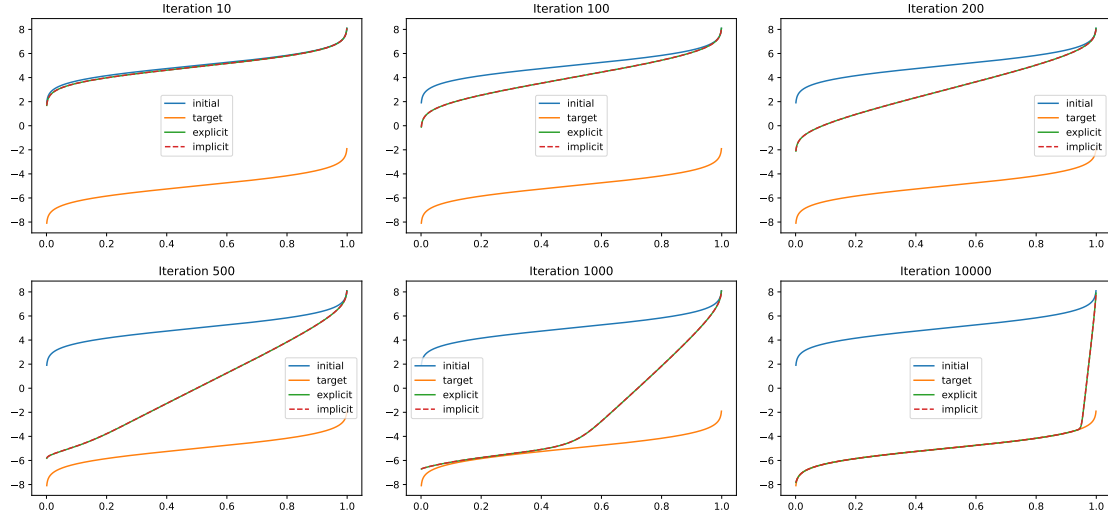 Iteration 10
8
6
4
2
0
−2
−4
−6
−8
initial
target
explicit
implicit
0.0 0.2 0.4 0.6 0.8 1.0
Iteration 100
8
6
4
2
0
−2
−4
−6
−8
initial
target
explicit
implicit
0.0 0.2 0.4 0.6 0.8 1.0
Iteration 200
8
6
4
2
0
−2
−4
−6
−8
initial
target
explicit
implicit
0.0 0.2 0.4 0.6 0.8 1.0
Iteration 500
8
6
4
2
0
−2
−4
−6
−8
initial
target
explicit
implicit
0.0 0.2 0.4 0.6 0.8 1.0
Iteration 1000
8
6
4
2
0
−2
−4
−6
−8
initial
target
explicit
implicit
0.0 0.2 0.4 0.6 0.8 1.0
Iteration 10000
8
6
4
2
0
−2
−4
−6
−8
initial
target
explicit
implicit
0.0 0.2 0.4 0.6 0.8 1.0